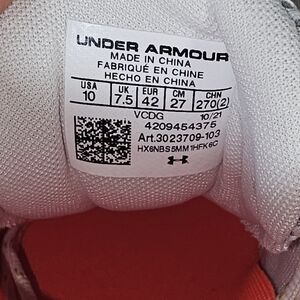 UNDER ARMOUR
MADE IN CHINA
FABRIQUÉ EN CHINE
HECHO EN CHINA
USA UK EUR CM CHN
10 7.5 42 27 270(2)
VCDG 10/21
4209454375
Art.3023709-103
HX6NBS5MM1HFK6C